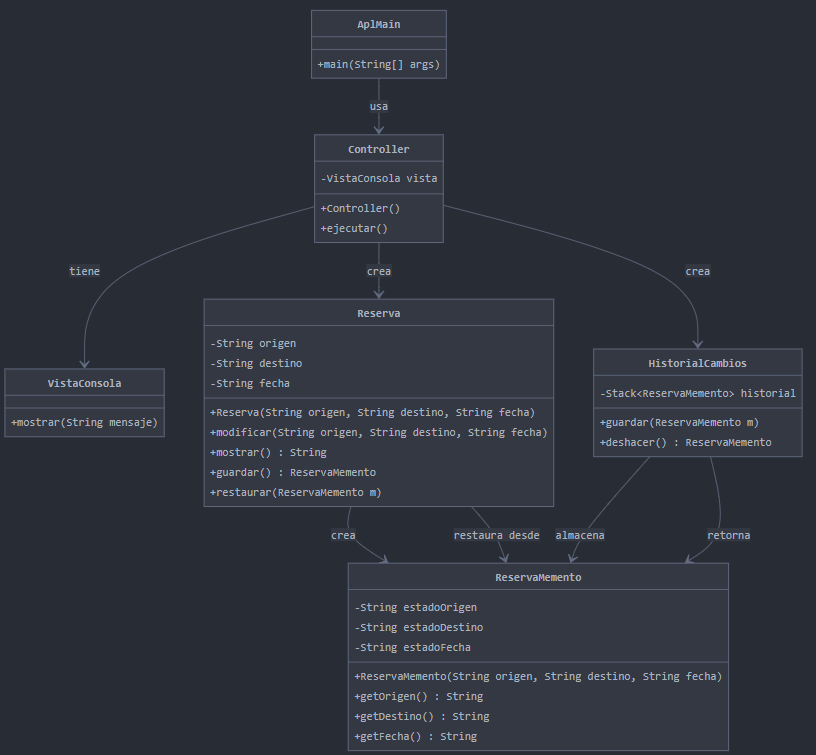 AplMain
+main(String[] args)
usa
Controller
-VistaConsola vista
+Controller()
+ejecutar()
tiene
crea
crea
Reserva
-String origen
-String destino
-String fecha
+Reserva(String origen, String destino, String fecha)
+modificar(String origen, String destino, String fecha)
+mostrar() : String
+guardar() : ReservaMemento
+restaurar(ReservaMemento m)
HistorialCambios
-Stack<ReservaMemento> historial
+guardar(ReservaMemento m)
+deshacer() : ReservaMemento
VistaConsola
+mostrar(String mensaje)
crea
restaura desde
almacena
retorna
ReservaMemento
-String estadoOrigen
-String estadoDestino
-String estadoFecha
+ReservaMemento(String origen, String destino, String fecha)
+getOrigen() : String
+getDestino() : String
+getFecha() : String